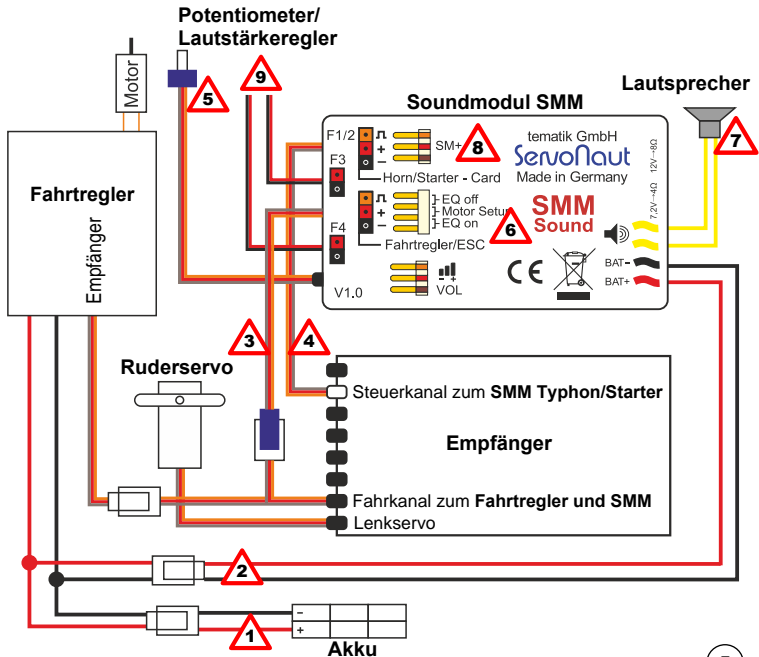 Potentiometer/
Lautstärkeregler
Motor
5
9
Lautsprecher
7
Soundmodul SMM
F1/2
+
−
SM+
8
Horn/Starter - Card
F3
EQ off
+
Motor Setup
−
EQ on
6
Fahrtregler/ESC
F4
V1.0
VOL
tematik GmbH
ServoNaut
Made in Germany
SMM
Sound
CE
12V→8Ω
7.2V→4Ω
BAT−
BAT+
Fahrtregler
Empfänger
3
4
Ruderservo
Steuerkanal zum SMM Typhon/Starter
Empfänger
Fahrkanal zum Fahrtregler und SMM
Lenkservo
2
1
−
+
Akku